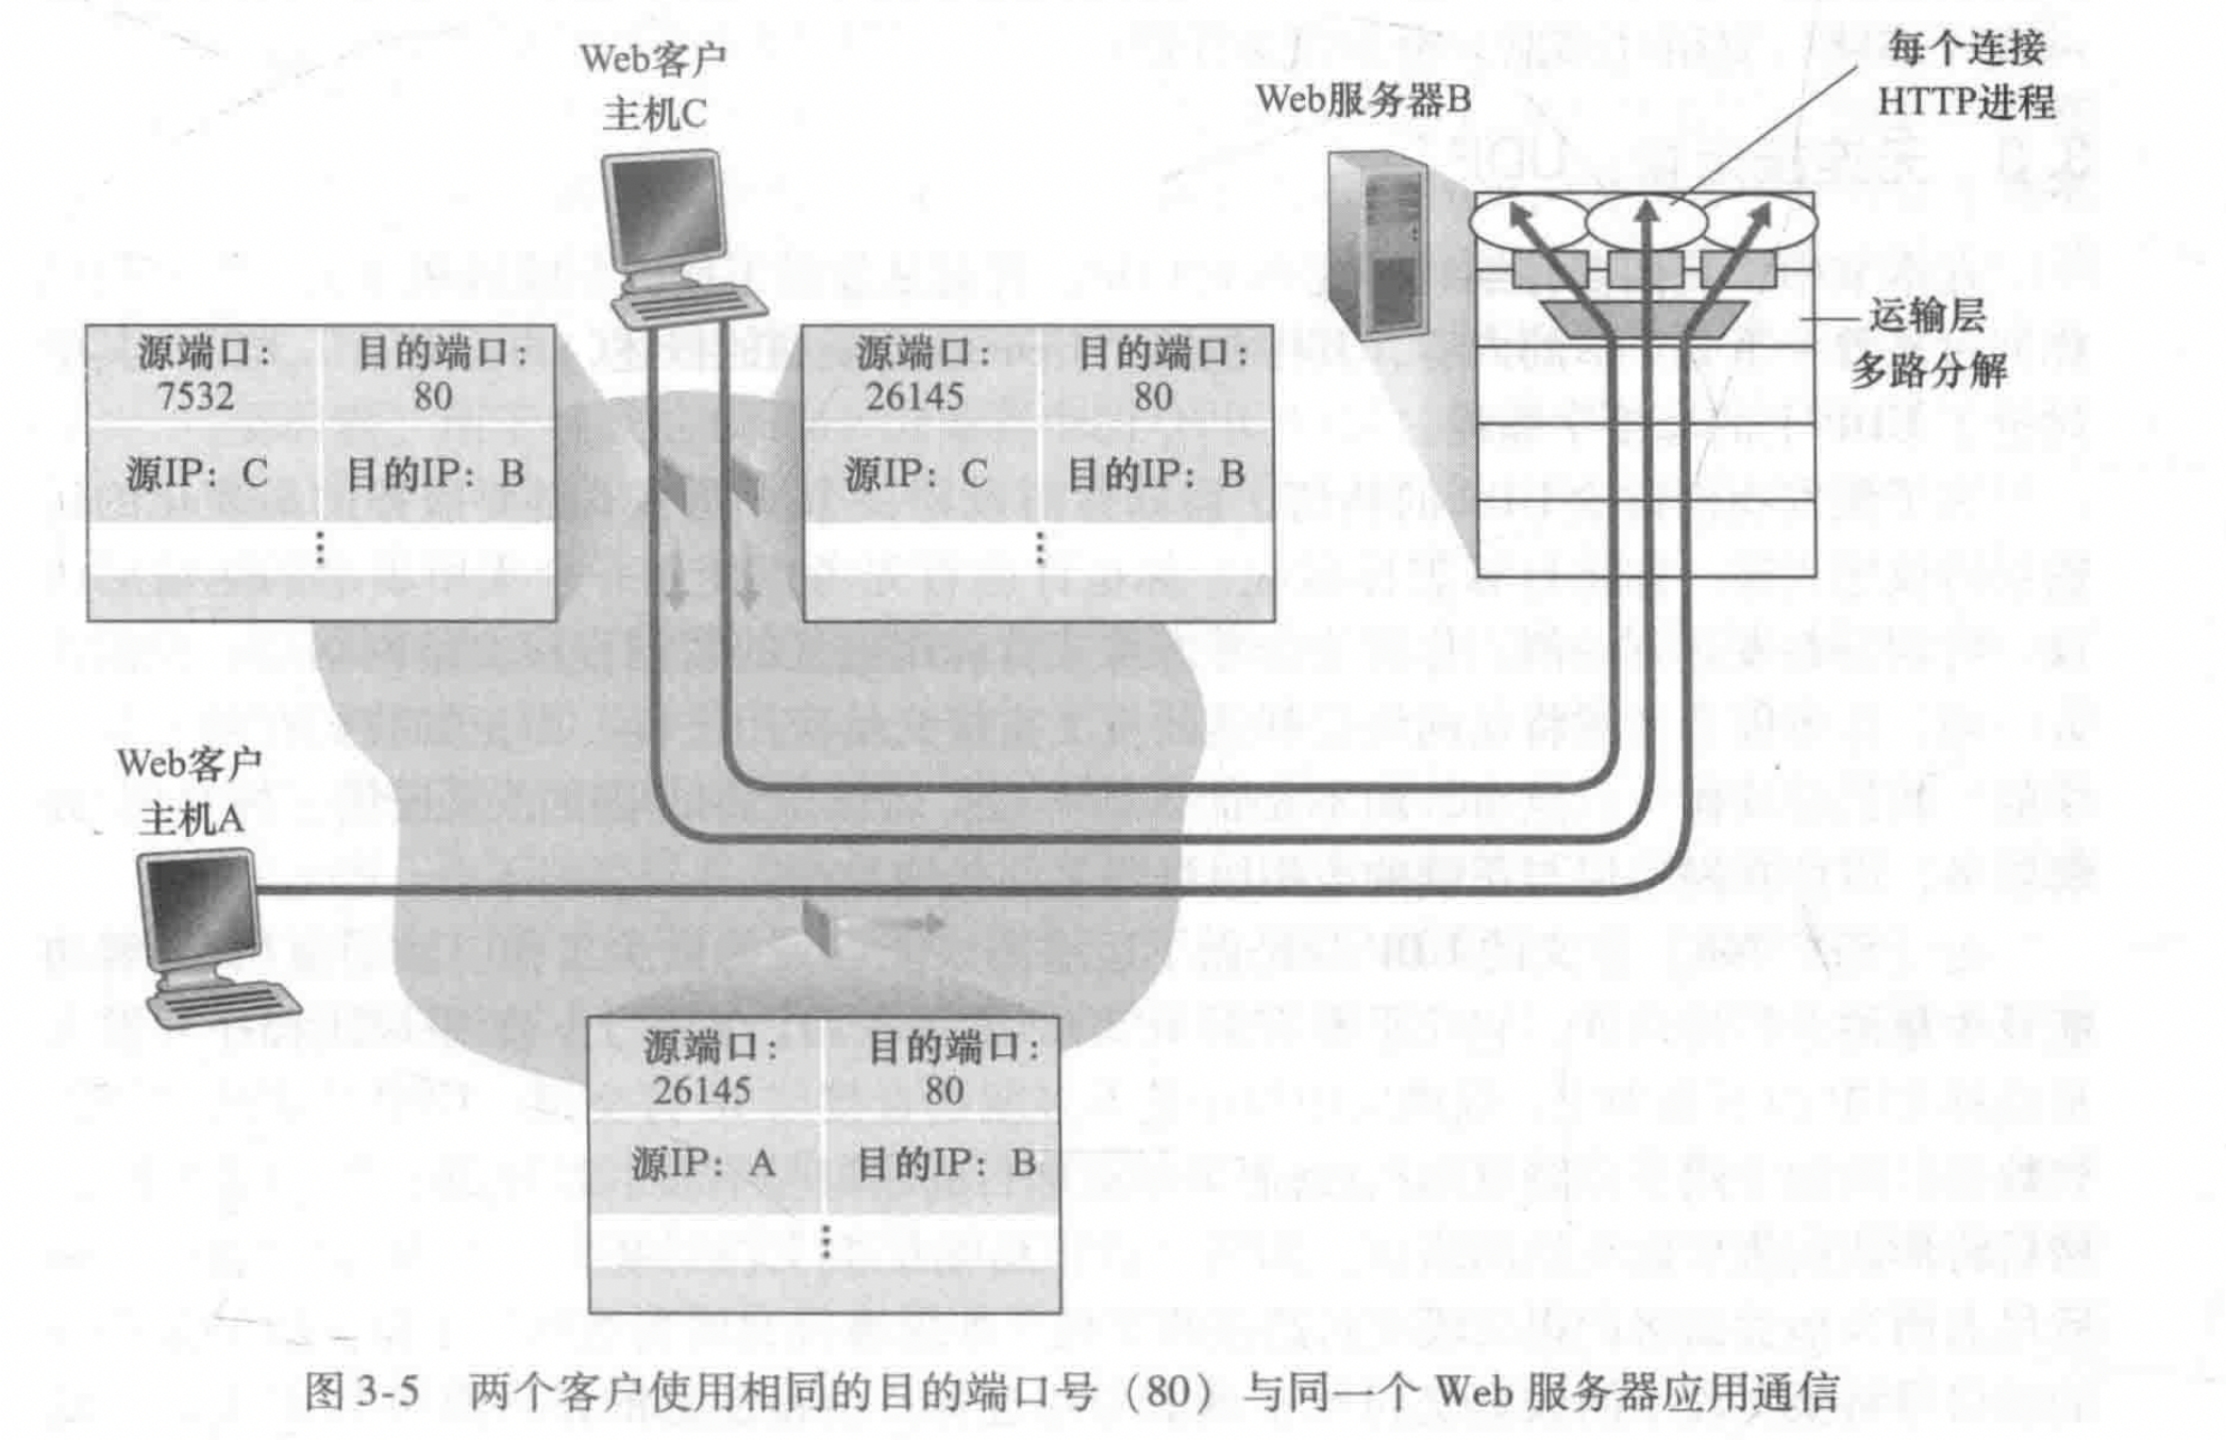 Web客户
主机C
Web服务器B
每个连接
HTTP进程
源端口：
7532
目的端口：
80
源IP：C
目的IP：B
⋮
源端口：
26145
目的端口：
80
源IP：C
目的IP：B
⋮
运输层
多路分解
Web客户
主机A
源端口：
26145
目的端口：
80
源IP：A
目的IP：B
⋮
图 3-5 两个客户使用相同的目的端口号（80）与同一个 Web 服务器应用通信